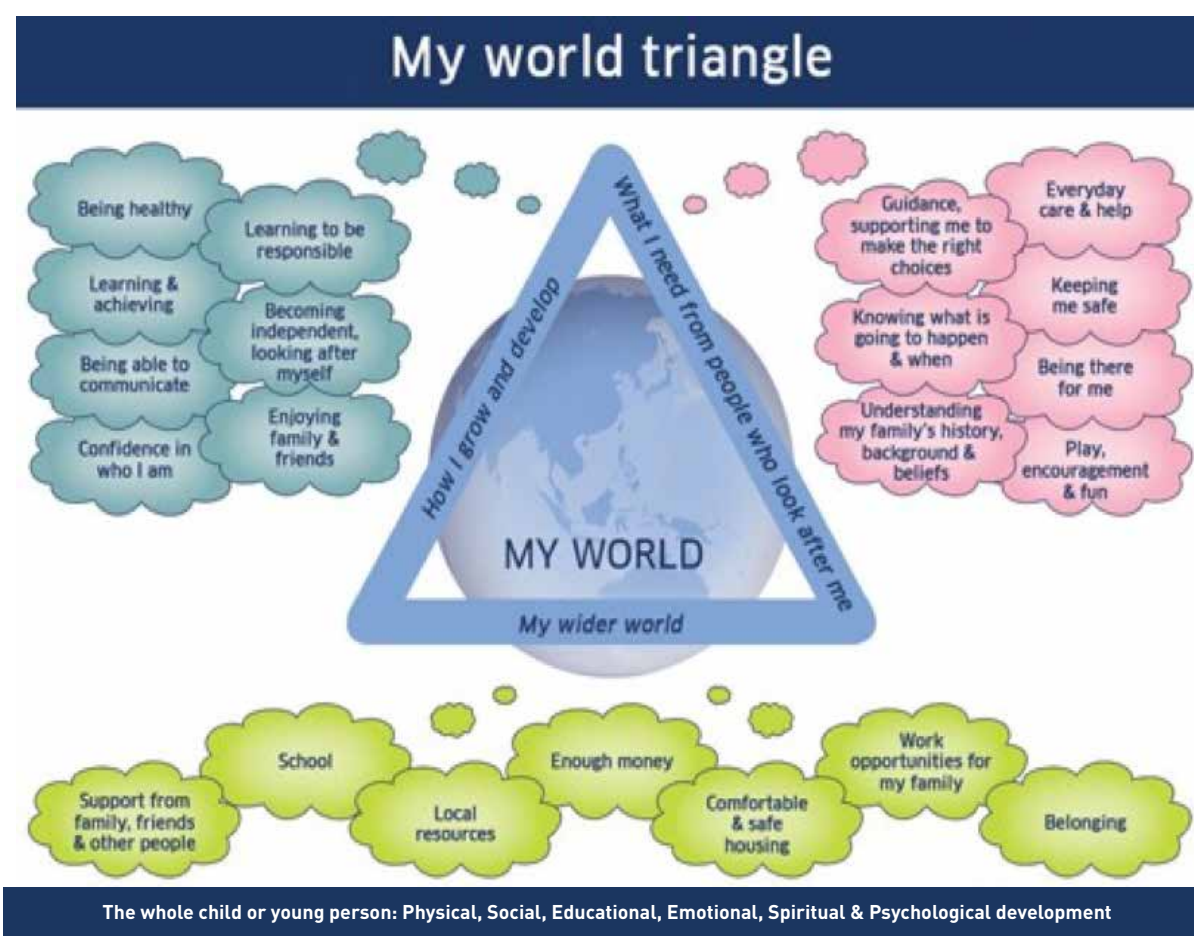 My world triangle
Being healthy
Learning to be
responsible
Learning &
achieving
Becoming
independent,
looking after
myself
Being able to
communicate
Enjoying
family &
friends
Confidence in
who I am
How I grow and develop
What I need from people who look after me
MY WORLD
My wider world
Everyday
care & help
Guidance,
supporting me to
make the right
choices
Keeping
me safe
Knowing what is
going to happen
& when
Being there
for me
Understanding
my family's history,
background &
beliefs
Play,
encouragement
& fun
Support from
family, friends
& other people
School
Local
resources
Enough money
Comfortable
& safe
housing
Work
opportunities for
my family
Belonging
The whole child or young person: Physical, Social, Educational, Emotional, Spiritual & Psychological development